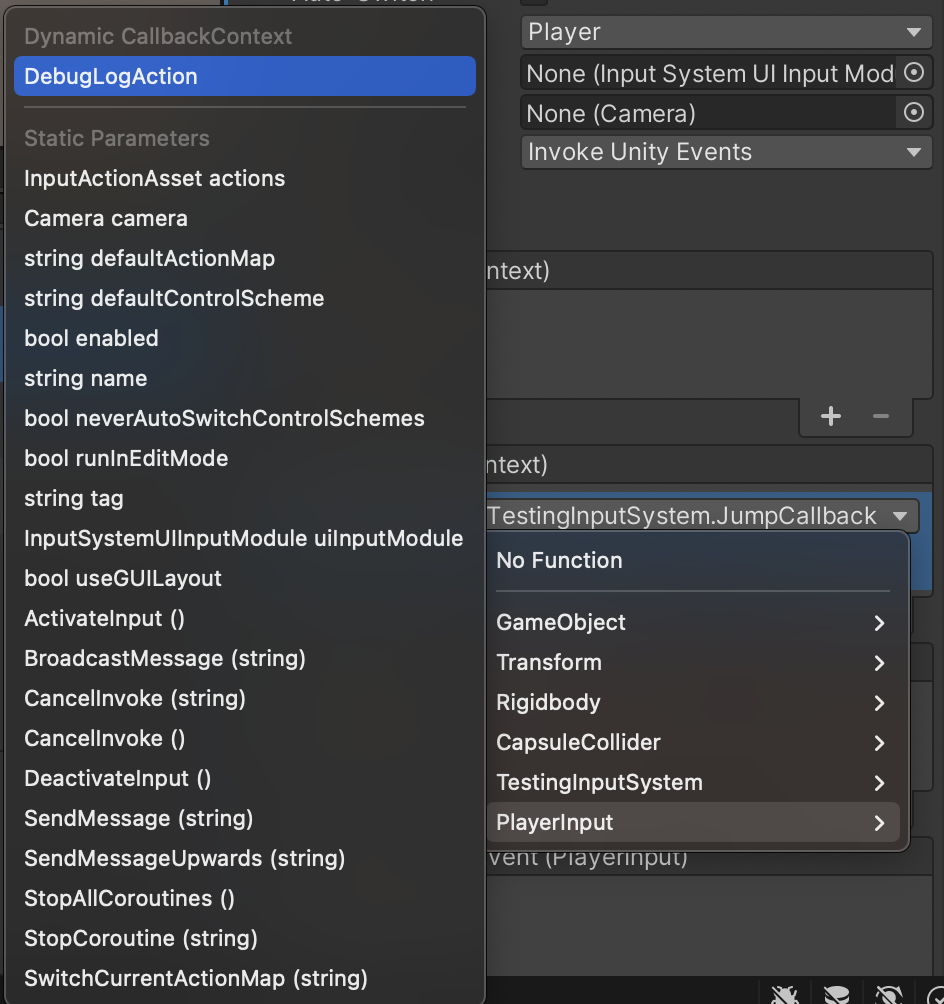 Dynamic CallbackContext
DebugLogAction
Static Parameters
InputActionAsset actions
Camera camera
string defaultActionMap
string defaultControlScheme
bool enabled
string name
bool neverAutoSwitchControlSchemes
bool runInEditMode
string tag
InputSystemUIInputModule uiInputModule
bool useGUILayout
ActivateInput ()
BroadcastMessage (string)
CancelInvoke (string)
CancelInvoke ()
DeactivateInput ()
SendMessage (string)
SendMessageUpwards (string)
StopAllCoroutines ()
StopCoroutine (string)
SwitchCurrentActionMap (string)
Player
None (Input System UI Input Mod
None (Camera)
Invoke Unity Events
ntext)
ntext)
TestingInputSystem.JumpCallback
No Function
GameObject
Transform
Rigidbody
CapsuleCollider
TestingInputSystem
PlayerInput
vent (PlayerInput)